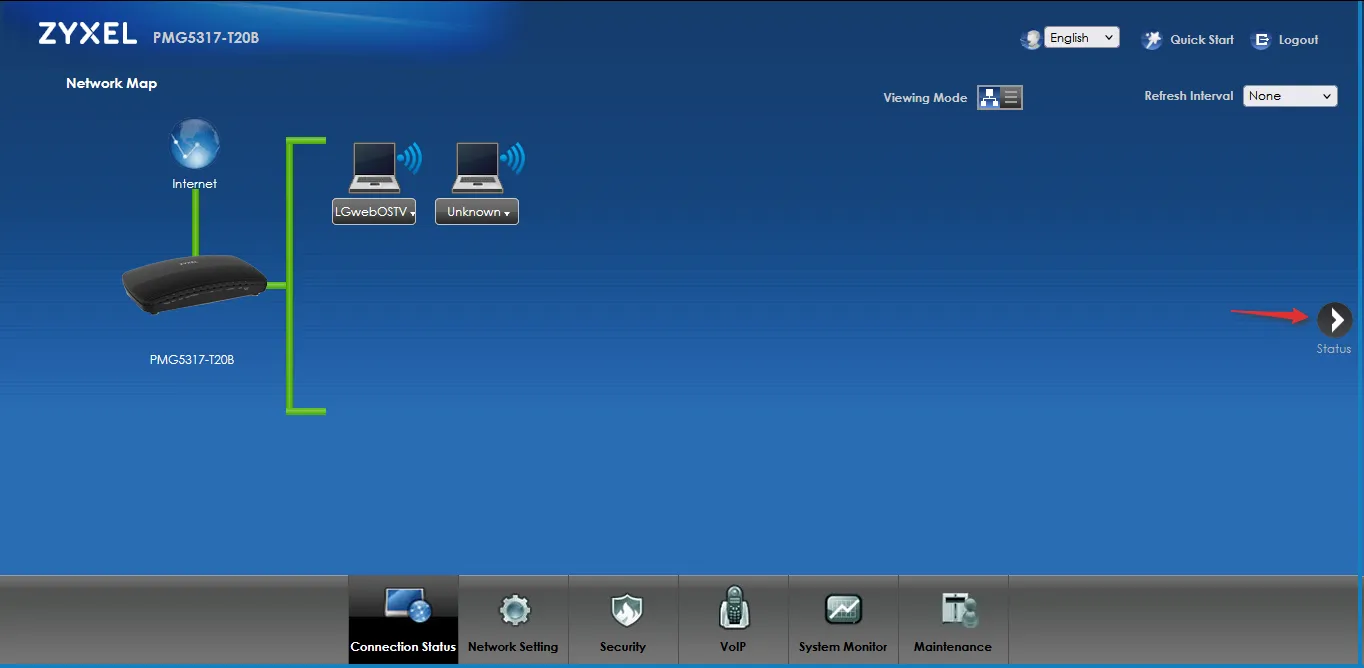 ZYXEL PMG5317-T20B
English
Quick Start
Logout
Network Map
Viewing Mode
Refresh Interval
None
Internet
LGwebOSTV
Unknown
PMG5317-T20B
Status
Connection Status
Network Setting
Security
VoIP
System Monitor
Maintenance